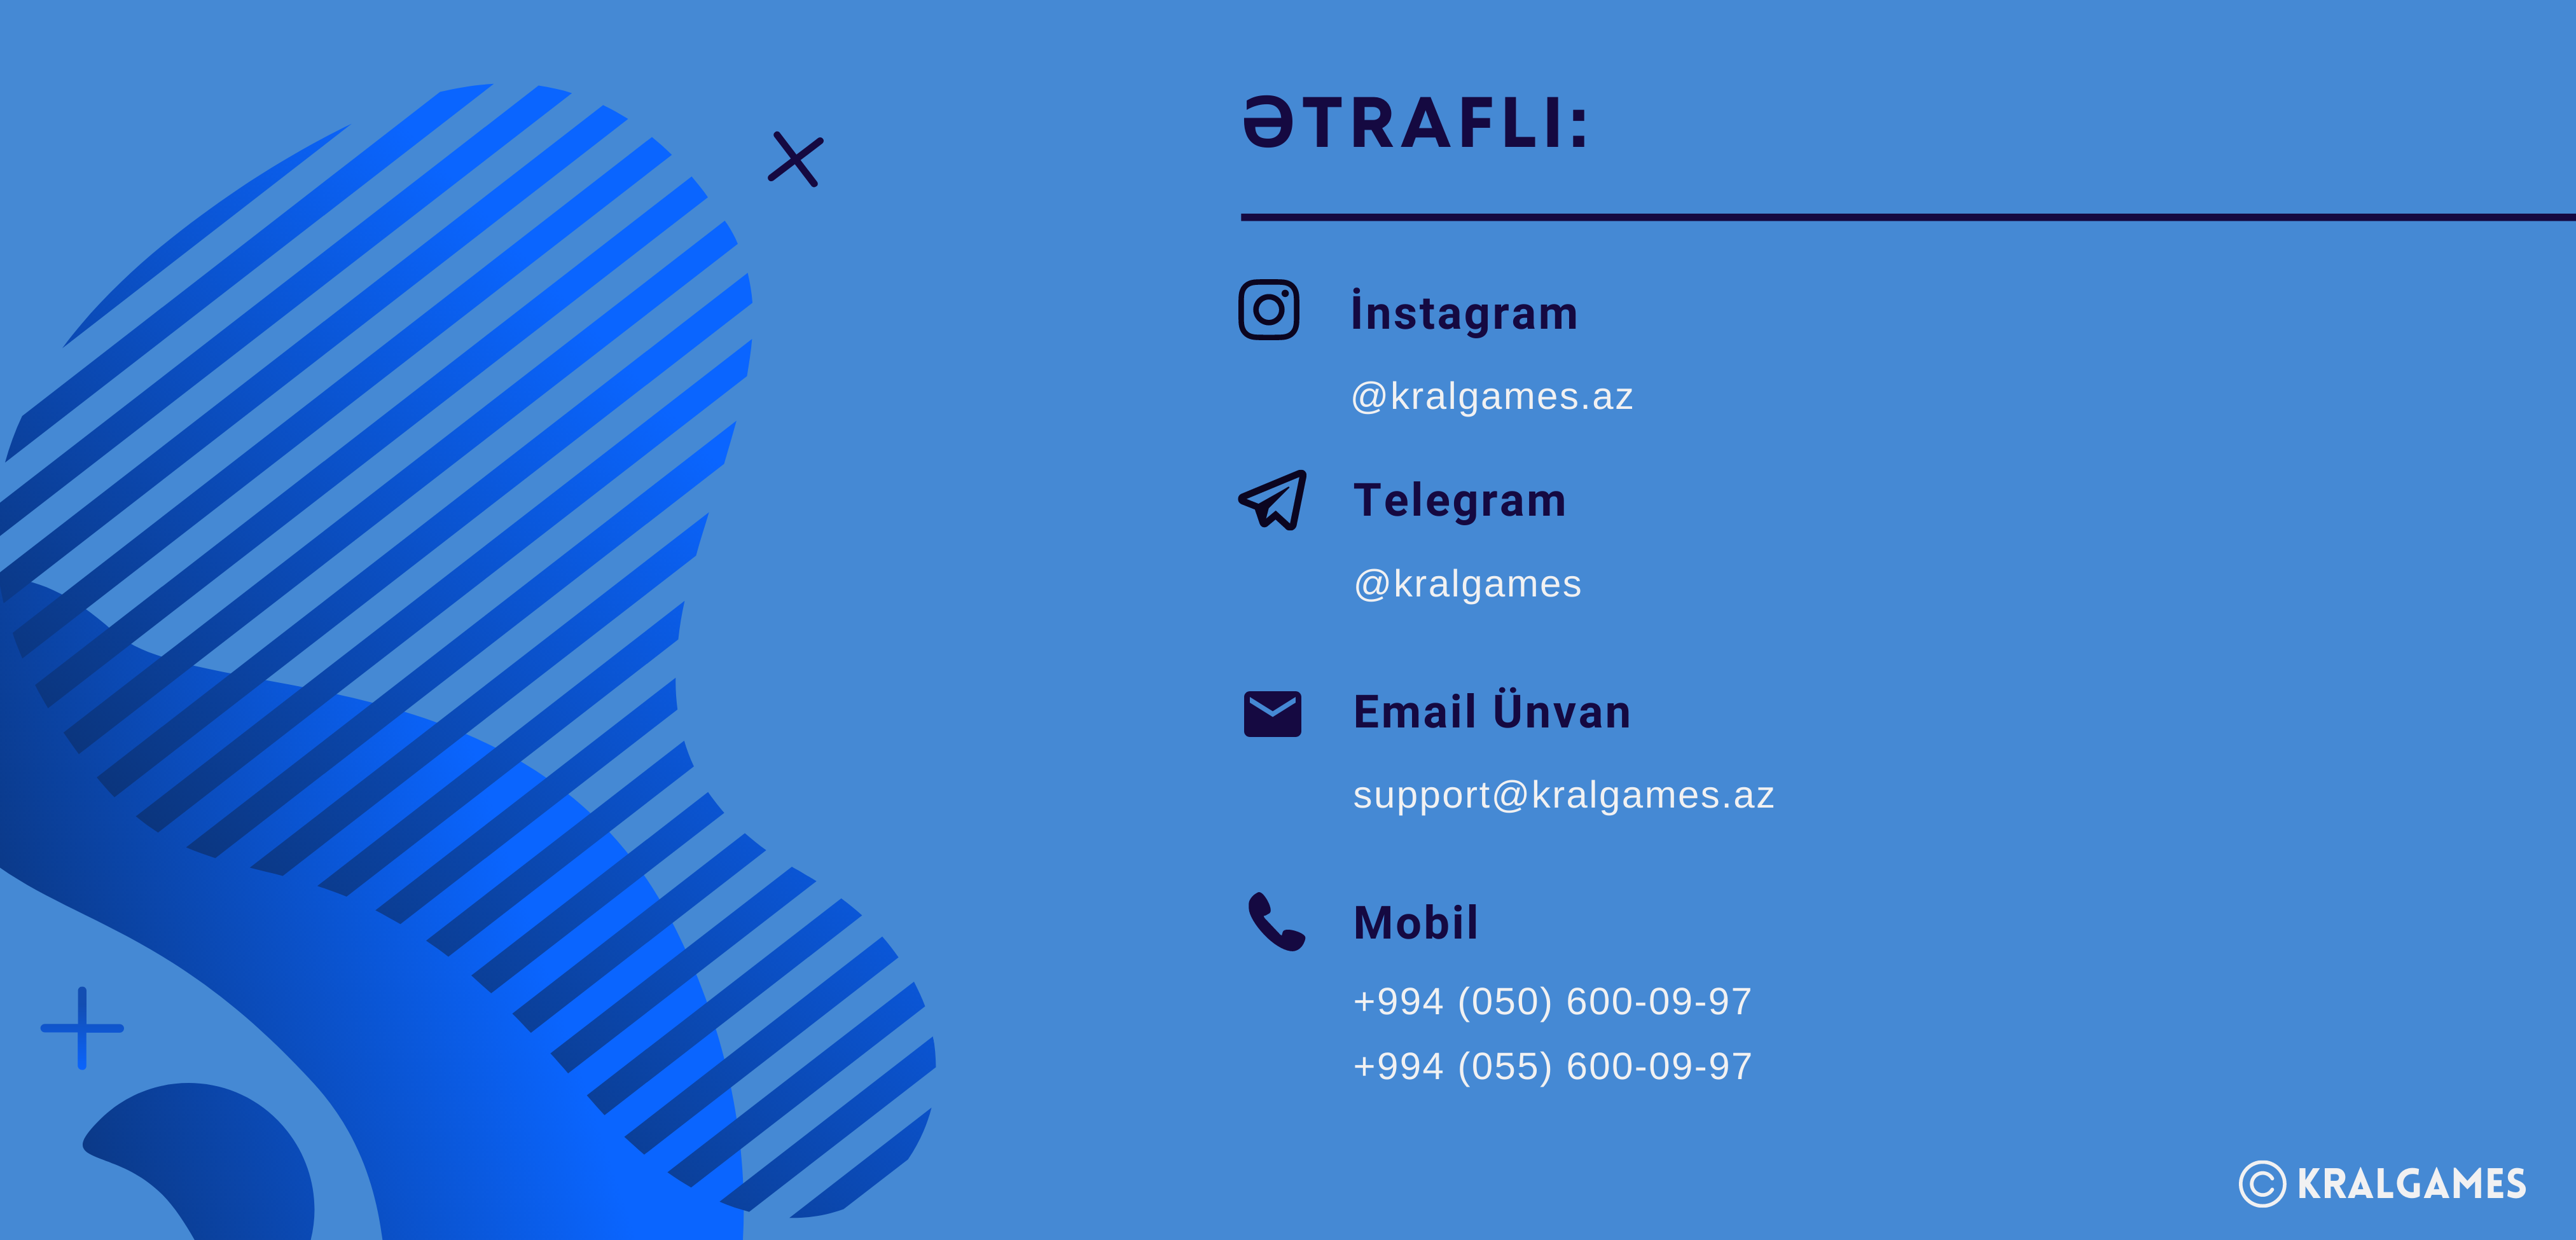 ƏTRAFLI:
İnstagram
@kralgames.az
Telegram
@kralgames
Email Ünvan
support@kralgames.az
Mobil
+994 (050) 600-09-97
+994 (055) 600-09-97
© KRALGAMES